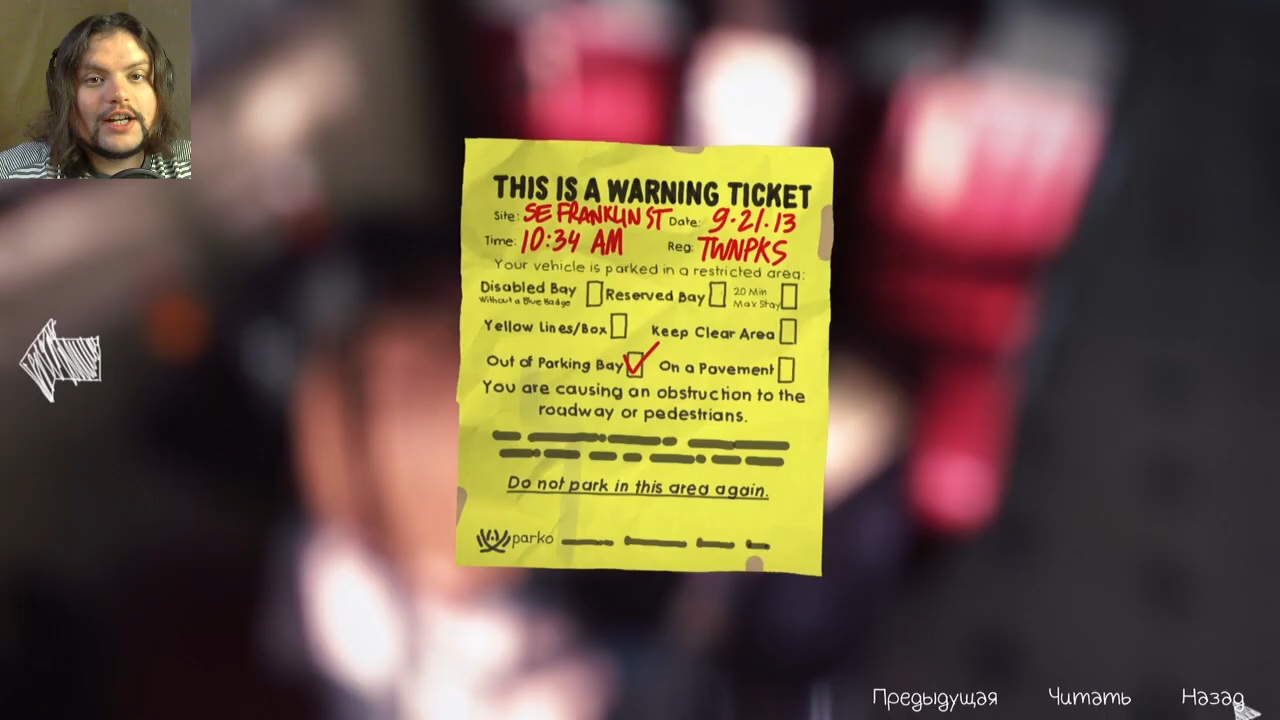 THIS IS A WARNING TICKET
Site: SE FRANKLIN ST Date: 9.21.13
Time: 10:34 AM Reg: TWNPKS
Your vehicle is parked in a restricted area:
Disabled Bay Without a Blue Badge Reserved Bay 20 Min Max Stay
Yellow Lines/Box Keep Clear Area
Out of Parking Bay On a Pavement
You are causing an obstruction to the
roadway or pedestrians.
Do not park in this area again.
parko
Предыдущая Читать Назад